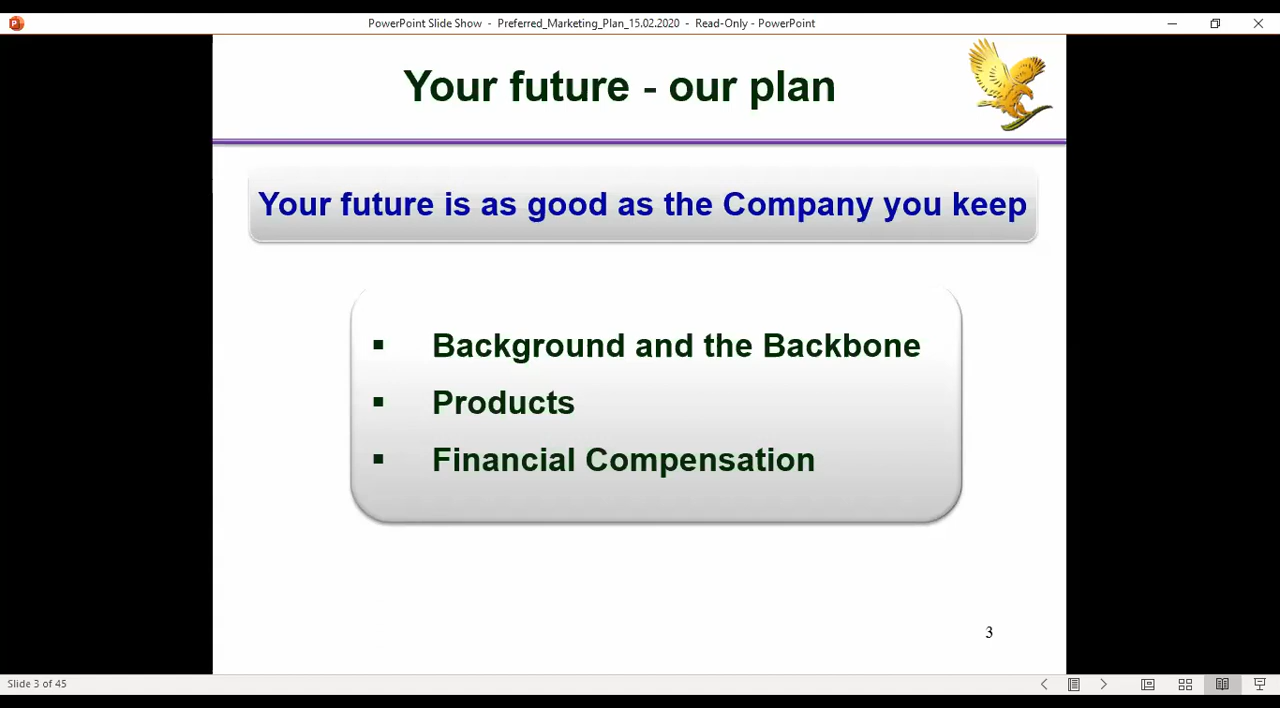 PowerPoint Slide Show - Preferred_Marketing_Plan_15.02.2020 - Read-Only - PowerPoint
Your future - our plan
Your future is as good as the Company you keep
▪ Background and the Backbone
▪ Products
▪ Financial Compensation
3
Slide 3 of 45